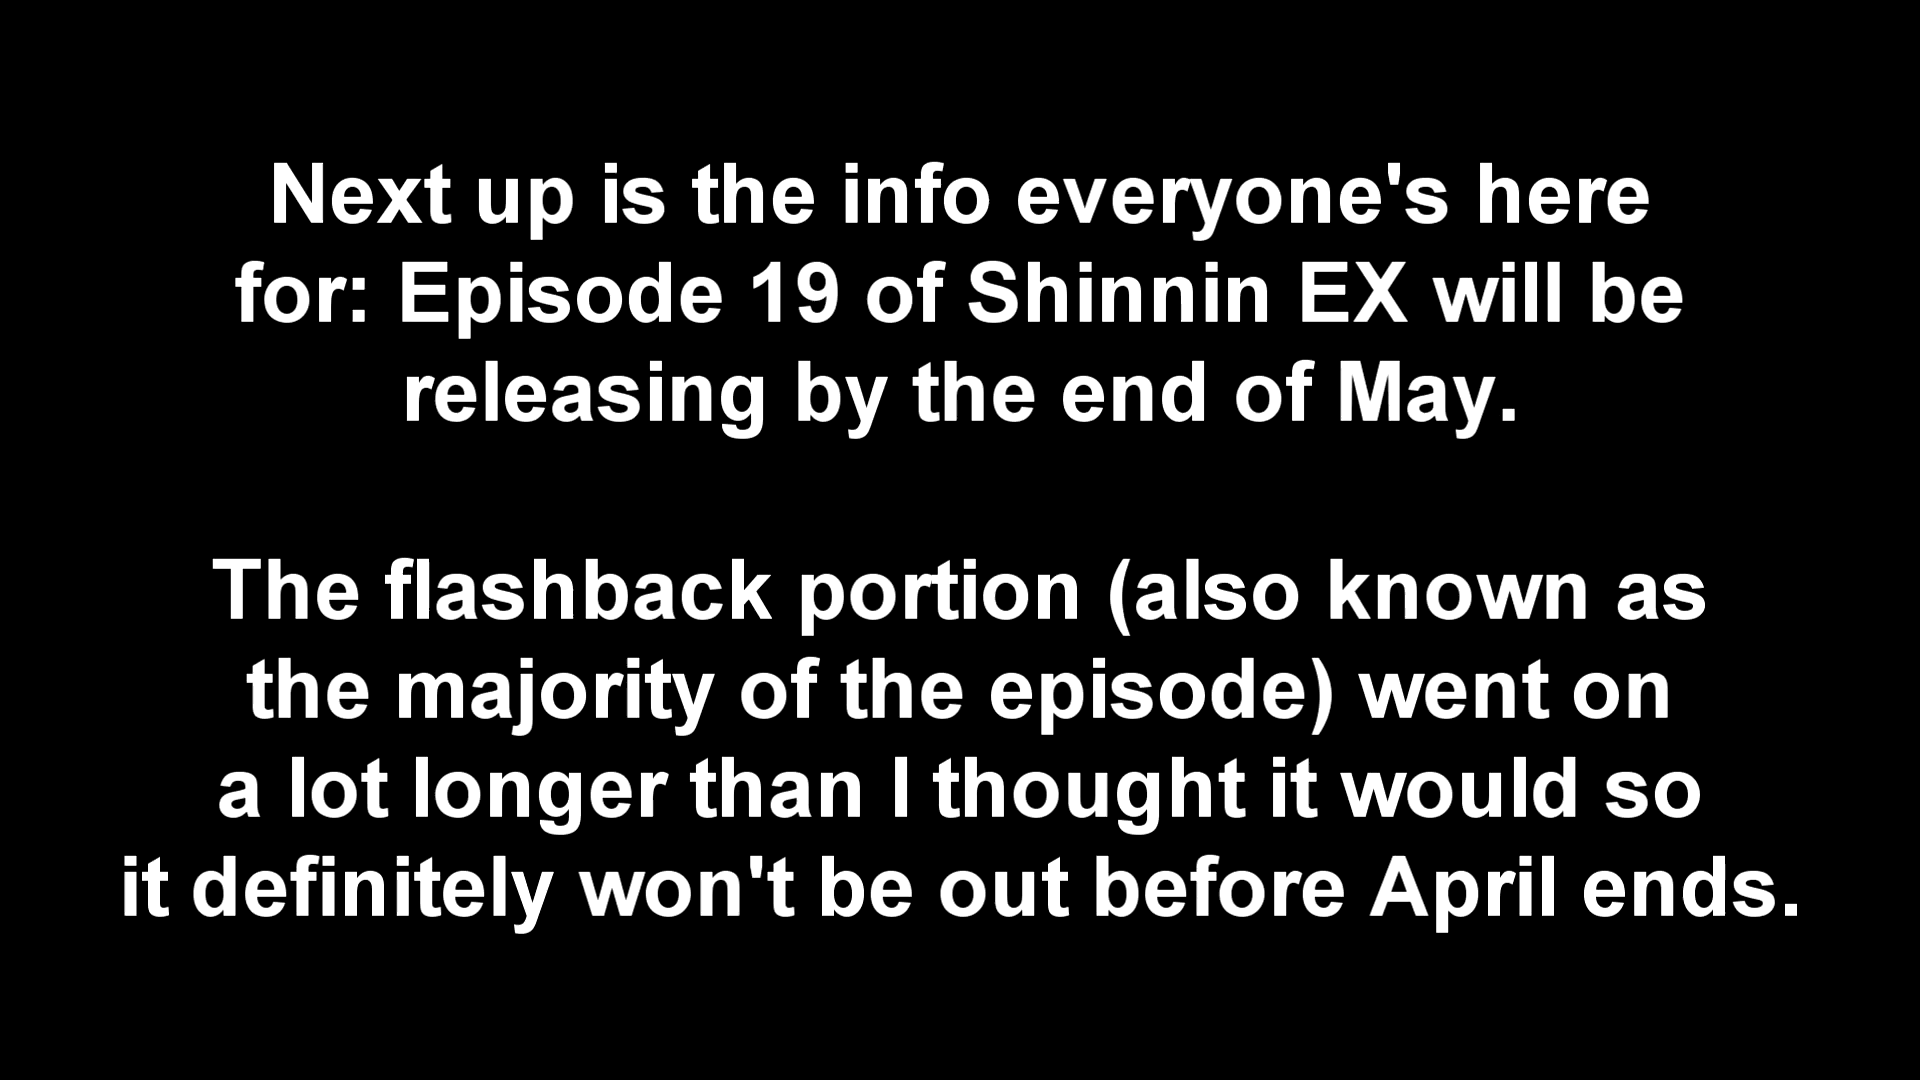 Next up is the info everyone's here
for: Episode 19 of Shinnin EX will be
releasing by the end of May.
The flashback portion (also known as
the majority of the episode) went on
a lot longer than I thought it would so
it definitely won't be out before April ends.